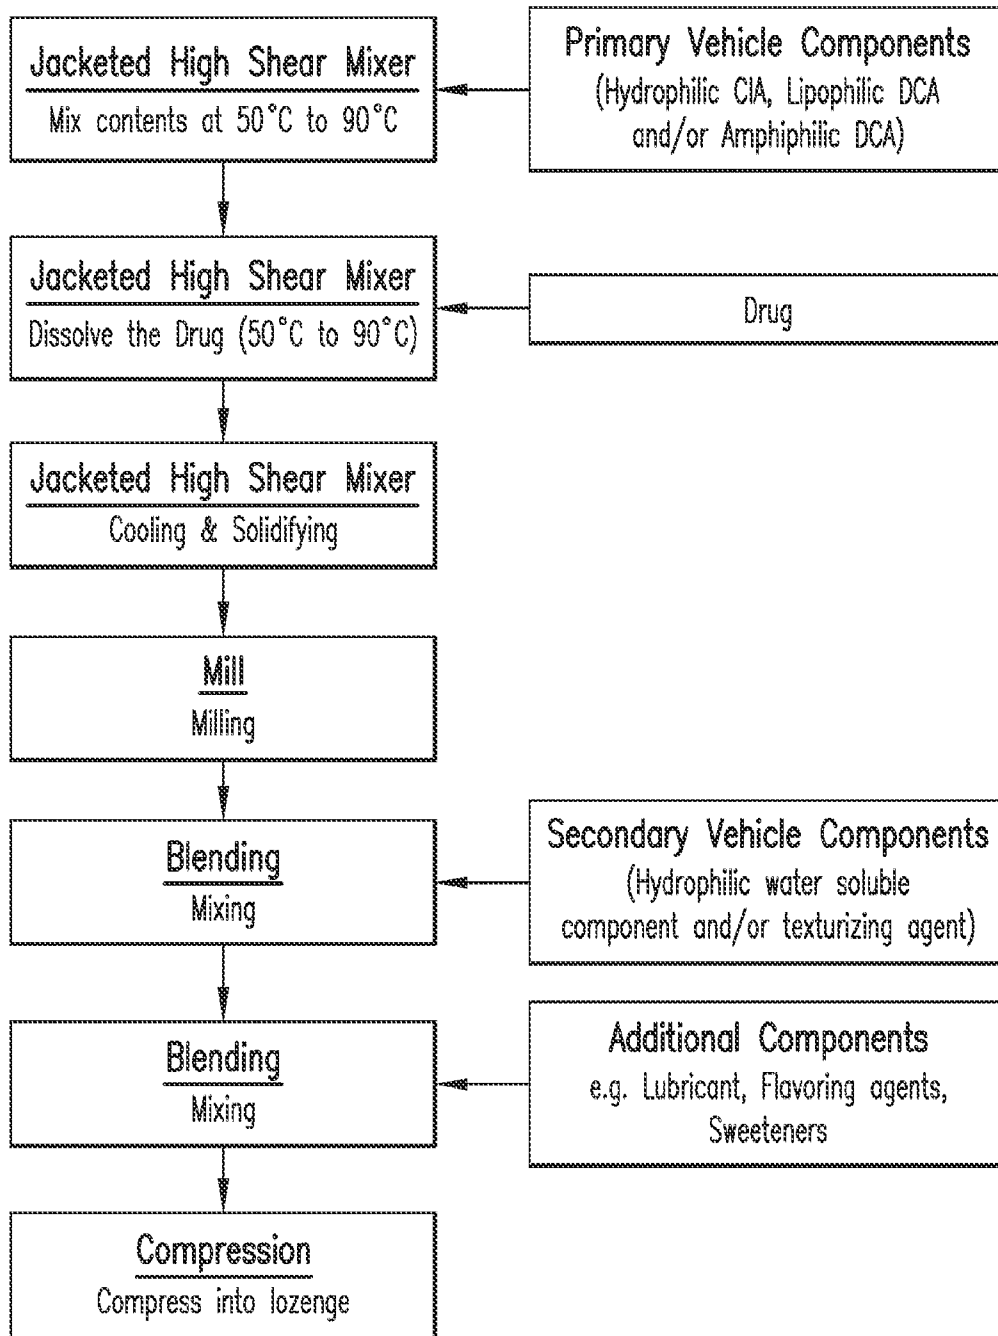 Jacketed High Shear Mixer
Mix contents at 50°C to 90°C
Primary Vehicle Components
(Hydrophilic CIA, Lipophilic DCA
and/or Amphiphilic DCA)
Jacketed High Shear Mixer
Dissolve the Drug (50°C to 90°C)
Drug
Jacketed High Shear Mixer
Cooling & Solidifying
Mill
Milling
Blending
Mixing
Secondary Vehicle Components
(Hydrophilic water soluble
component and/or texturizing agent)
Blending
Mixing
Additional Components
e.g. Lubricant, Flavoring agents,
Sweeteners
Compression
Compress into lozenge